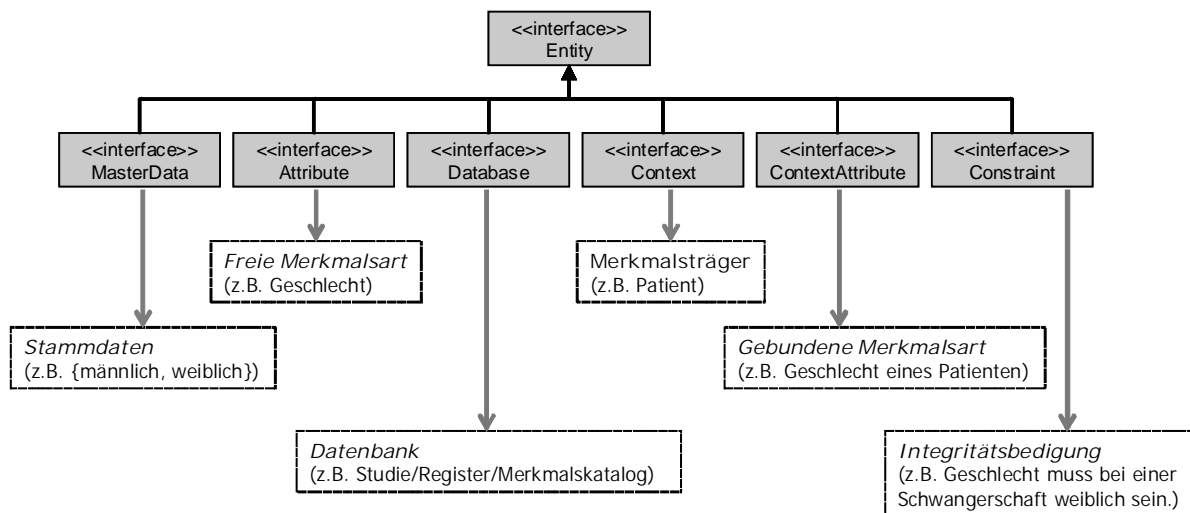 <<interface>>
Entity
<<interface>>
MasterData
<<interface>>
Attribute
<<interface>>
Database
<<interface>>
Context
<<interface>>
ContextAttribute
<<interface>>
Constraint
Freie Merkmalsart
(z.B. Geschlecht)
Merkmalsträger
(z.B. Patient)
Stammdaten
(z.B. {männlich, weiblich})
Gebundene Merkmalsart
(z.B. Geschlecht eines Patienten)
Datenbank
(z.B. Studie/Register/Merkmalskatalog)
Integritätsbedigung
(z.B. Geschlecht muss bei einer
Schwangerschaft weiblich sein.)